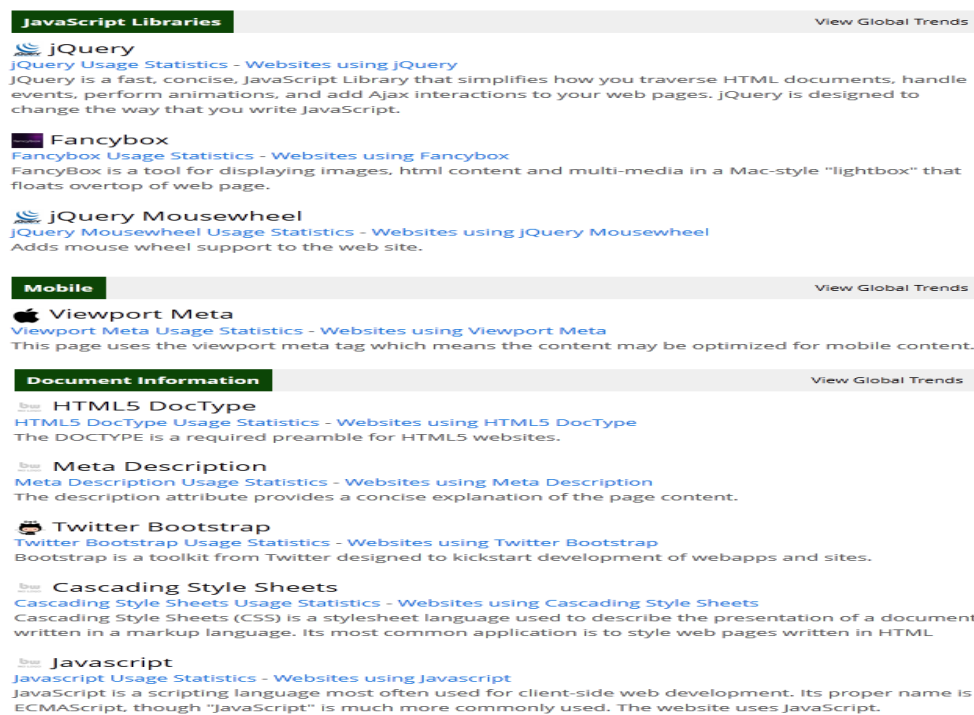 JavaScript Libraries View Global Trends
jQuery
jQuery Usage Statistics - Websites using jQuery
JQuery is a fast, concise, JavaScript Library that simplifies how you traverse HTML documents, handle
events, perform animations, and add Ajax interactions to your web pages. jQuery is designed to
change the way that you write JavaScript.
Fancybox
Fancybox Usage Statistics - Websites using Fancybox
FancyBox is a tool for displaying images, html content and multi-media in a Mac-style "lightbox" that
floats overtop of web page.
jQuery Mousewheel
jQuery Mousewheel Usage Statistics - Websites using jQuery Mousewheel
Adds mouse wheel support to the web site.
Mobile View Global Trends
Viewport Meta
Viewport Meta Usage Statistics - Websites using Viewport Meta
This page uses the viewport meta tag which means the content may be optimized for mobile content.
Document Information View Global Trends
HTML5 DocType
HTML5 DocType Usage Statistics - Websites using HTML5 DocType
The DOCTYPE is a required preamble for HTML5 websites.
Meta Description
Meta Description Usage Statistics - Websites using Meta Description
The description attribute provides a concise explanation of the page content.
Twitter Bootstrap
Twitter Bootstrap Usage Statistics - Websites using Twitter Bootstrap
Bootstrap is a toolkit from Twitter designed to kickstart development of webapps and sites.
Cascading Style Sheets
Cascading Style Sheets Usage Statistics - Websites using Cascading Style Sheets
Cascading Style Sheets (CSS) is a stylesheet language used to describe the presentation of a document
written in a markup language. Its most common application is to style web pages written in HTML
Javascript
Javascript Usage Statistics - Websites using Javascript
JavaScript is a scripting language most often used for client-side web development. Its proper name is
ECMAScript, though "JavaScript" is much more commonly used. The website uses JavaScript.